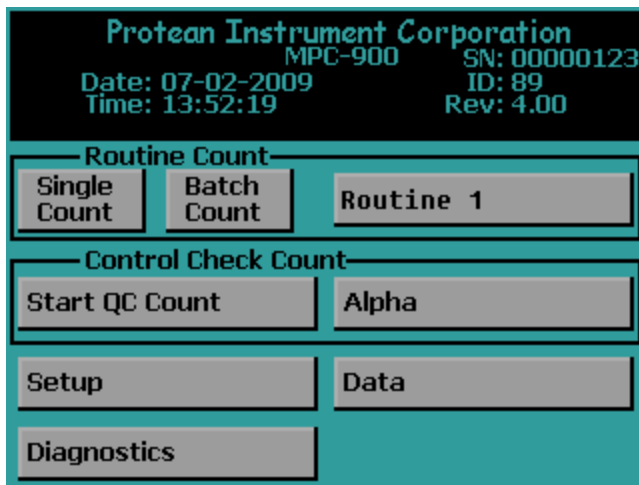 Protean Instrument Corporation
MPC-900 SN: 00000123
Date: 07-02-2009 ID: 89
Time: 13:52:19 Rev: 4.00
Routine Count
Single Count Batch Count Routine 1
Control Check Count
Start QC Count Alpha
Setup Data
Diagnostics